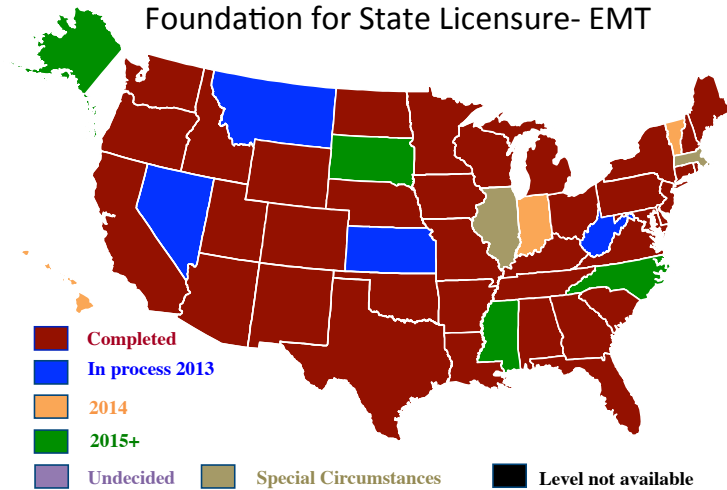 Foundation for State Licensure- EMT
Completed
In process 2013
2014
2015+
Undecided Special Circumstances Level not available